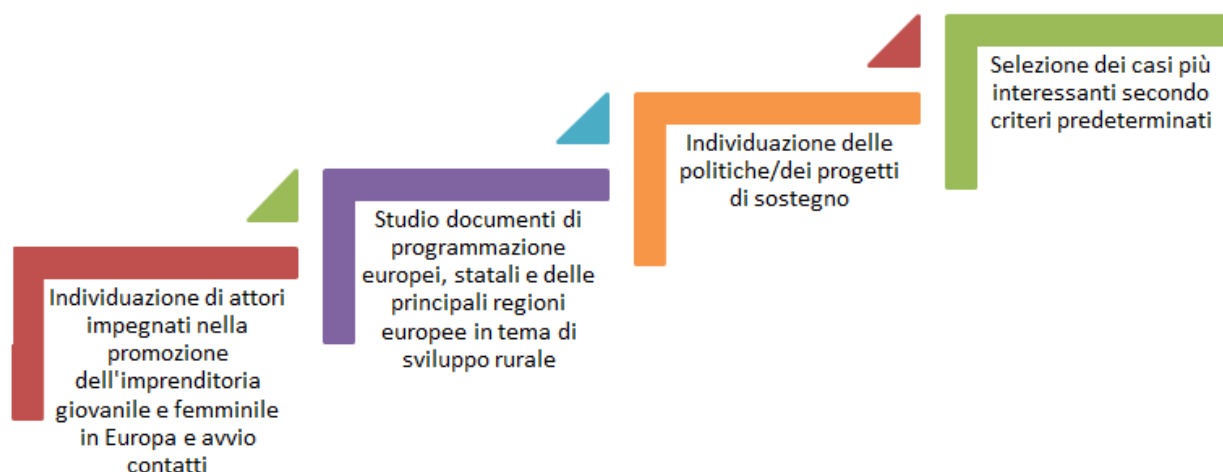 Individuazione di attori
impegnati nella
promozione
dell'imprenditoria
giovanile e femminile
in Europa e avvio
contatti
Studio documenti di
programmazione
europei, statali e delle
principali regioni
europee in tema di
sviluppo rurale
Individuazione delle
politiche/dei progetti
di sostegno
Selezione dei casi più
interessanti secondo
criteri predeterminati